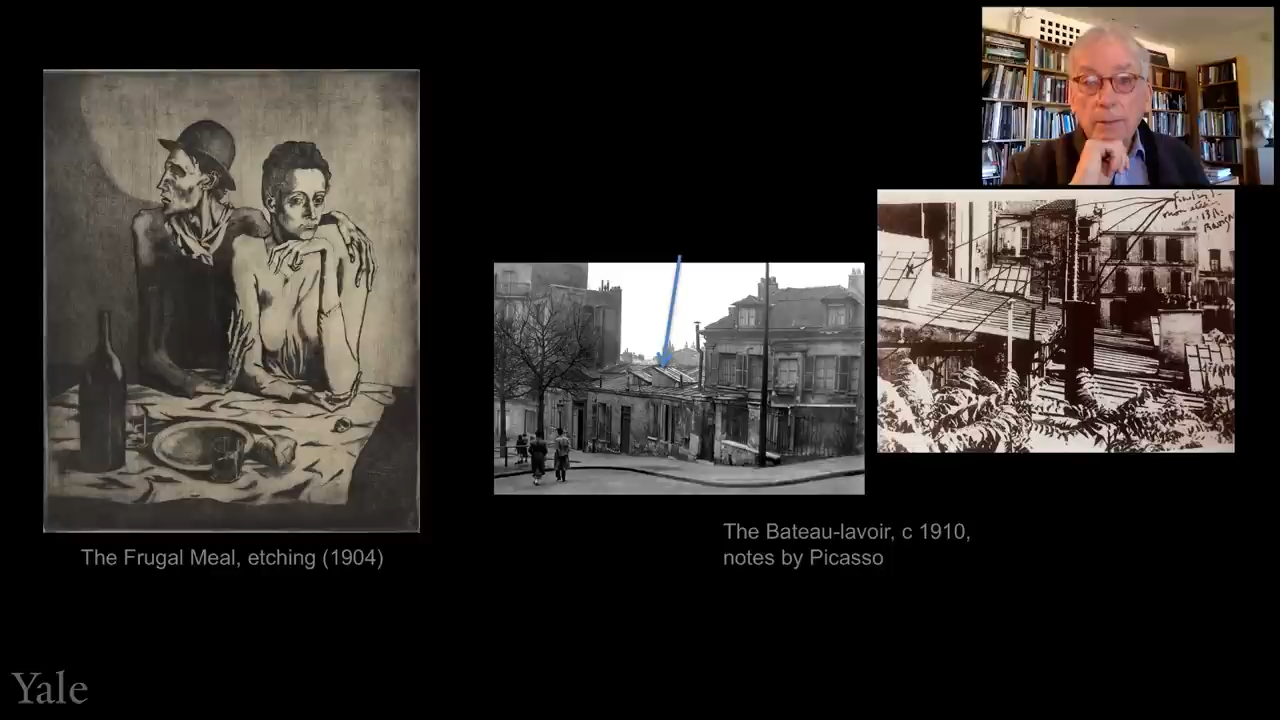 The Frugal Meal, etching (1904)
The Bateau-lavoir, c 1910,
notes by Picasso
Yale